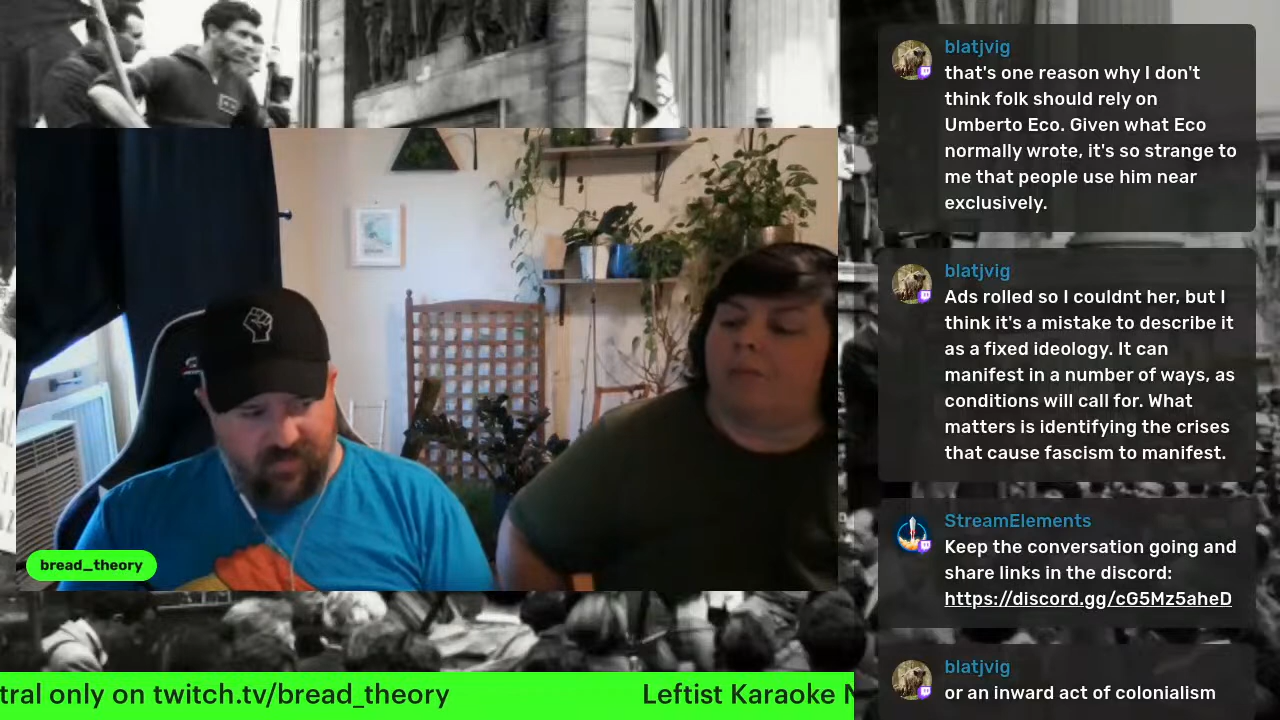 bread_theory
tral only on twitch.tv/bread_theory
Leftist Karaoke N
blatjvig
that's one reason why I don't
think folk should rely on
Umberto Eco. Given what Eco
normally wrote, it's so strange to
me that people use him near
exclusively.
blatjvig
Ads rolled so I couldnt her, but I
think it's a mistake to describe it
as a fixed ideology. It can
manifest in a number of ways, as
conditions will call for. What
matters is identifying the crises
that cause fascism to manifest.
StreamElements
Keep the conversation going and
share links in the discord:
https://discord.gg/cG5Mz5aheD
blatjvig
or an inward act of colonialism